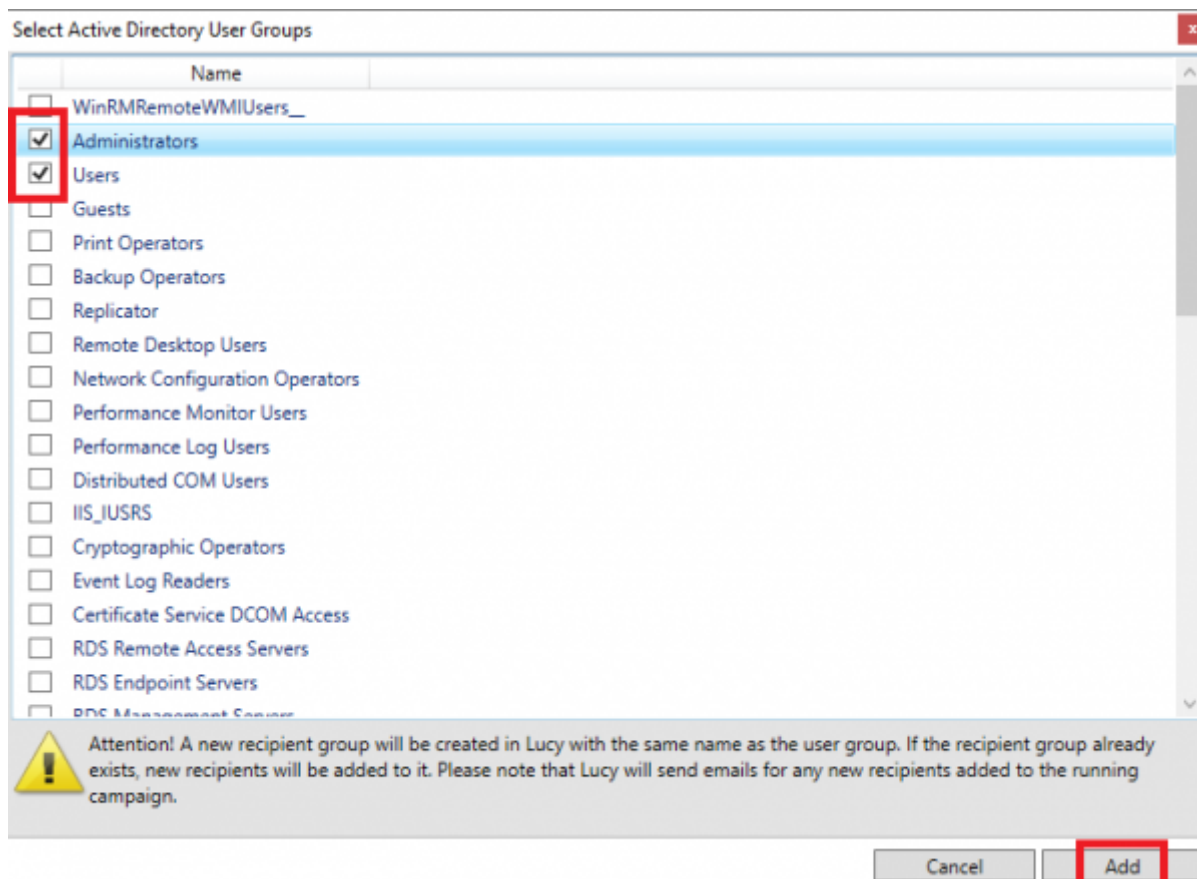 Select Active Directory User Groups
x
Name
WinRMRemoteWMIUsers__
Administrators
Users
Guests
Print Operators
Backup Operators
Replicator
Remote Desktop Users
Network Configuration Operators
Performance Monitor Users
Performance Log Users
Distributed COM Users
IIS_IUSRS
Cryptographic Operators
Event Log Readers
Certificate Service DCOM Access
RDS Remote Access Servers
RDS Endpoint Servers
RDS Management Servers
Attention! A new recipient group will be created in Lucy with the same name as the user group. If the recipient group already
exists, new recipients will be added to it. Please note that Lucy will send emails for any new recipients added to the running
campaign.
Cancel Add